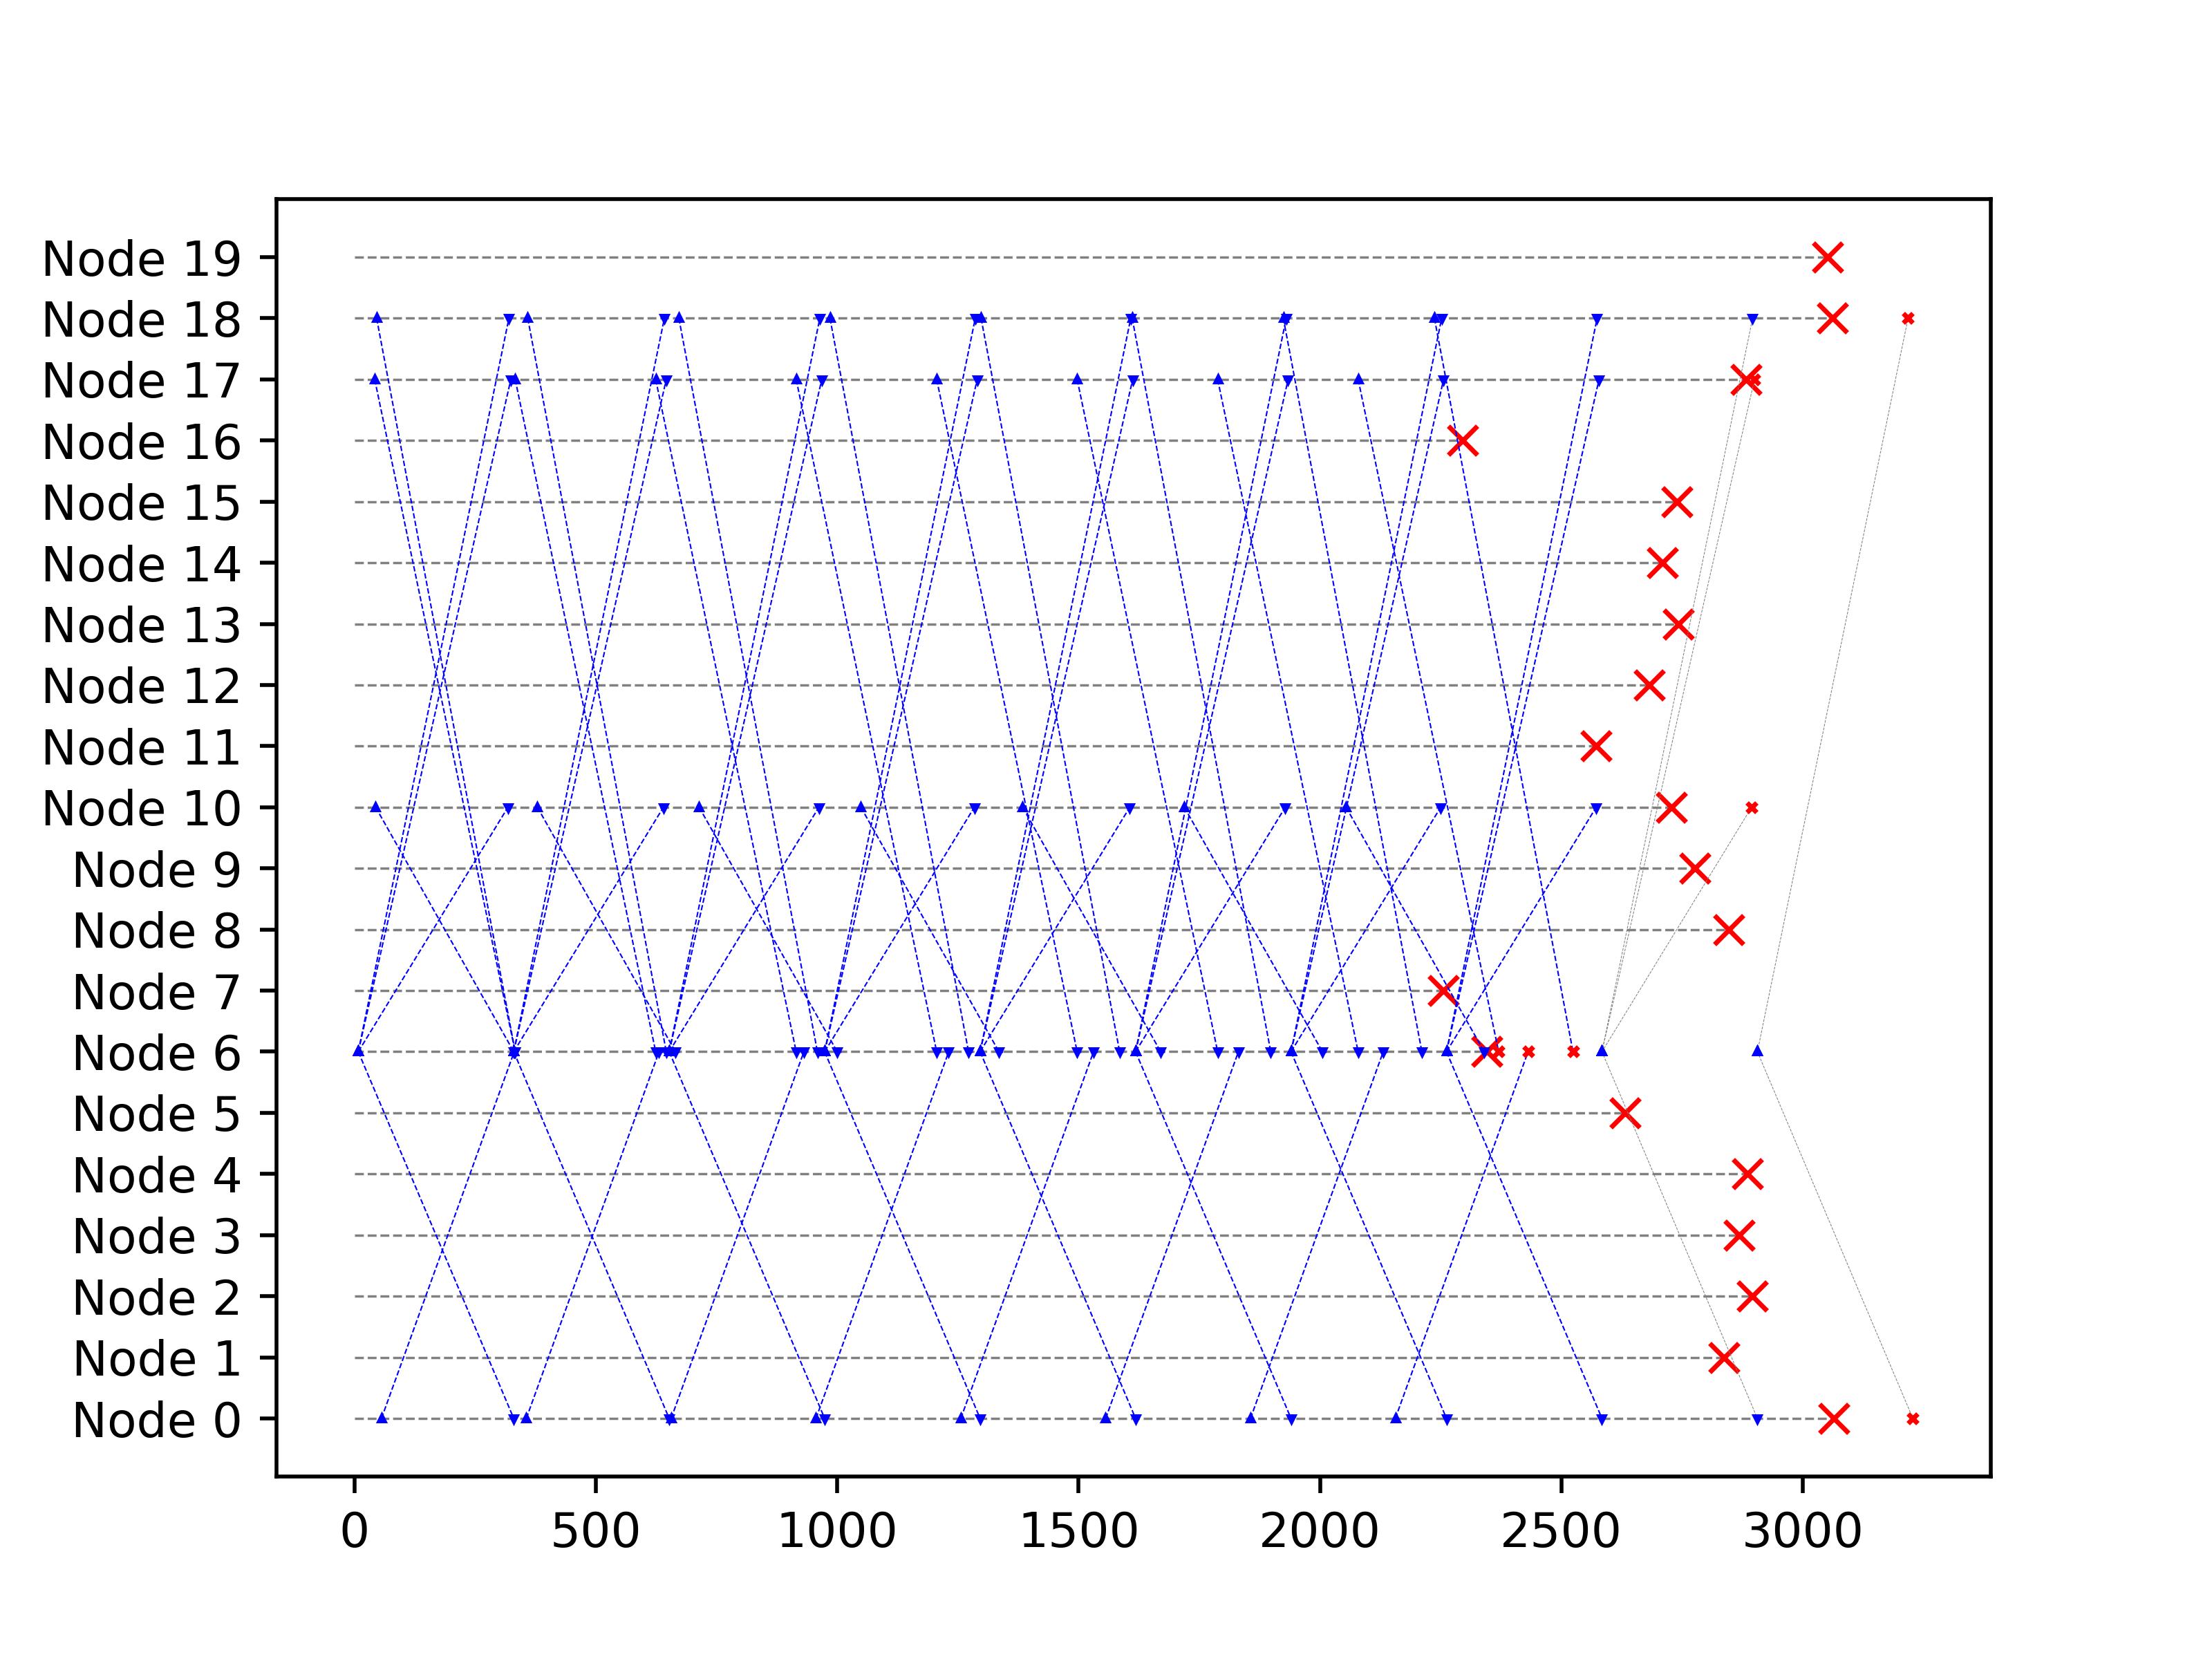 Node 19
Node 18
Node 17
Node 16
Node 15
Node 14
Node 13
Node 12
Node 11
Node 10
Node 9
Node 8
Node 7
Node 6
Node 5
Node 4
Node 3
Node 2
Node 1
Node 0
0 500 1000 1500 2000 2500 3000